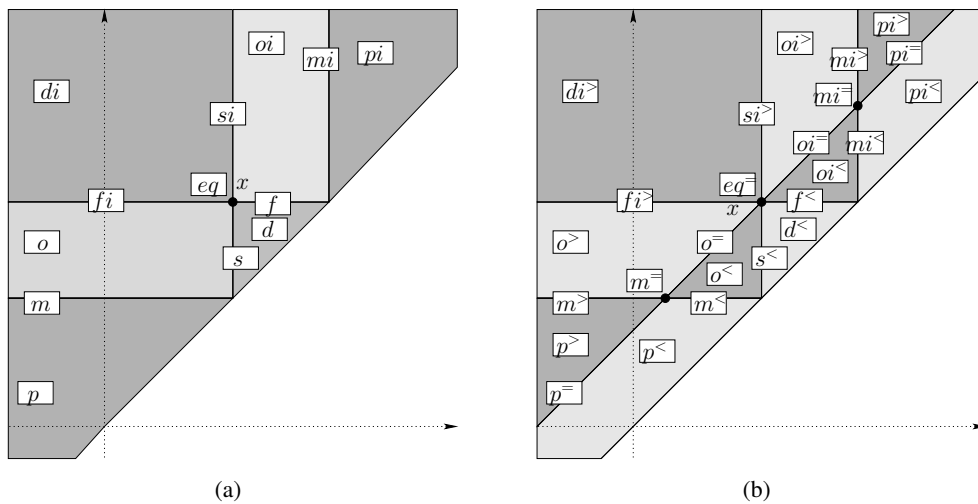 oi
mi
pi
di
si
eq
x
fi
f
d
o
s
m
p
(a)
pi^>
oi^>
pi^=
mi^>
di^>
mi^=
pi^<
si^>
oi^=
mi^<
oi^<
eq^=
fi^>
f^<
x
d^<
o^>
o^=
s^<
o^<
m^=
m^>
m^<
p^>
p^<
p^=
(b)